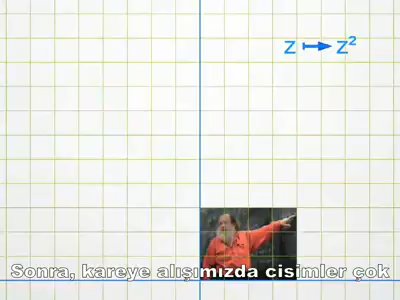 z ↦ z²
Sonra, kareye alışımızda cisimler çok